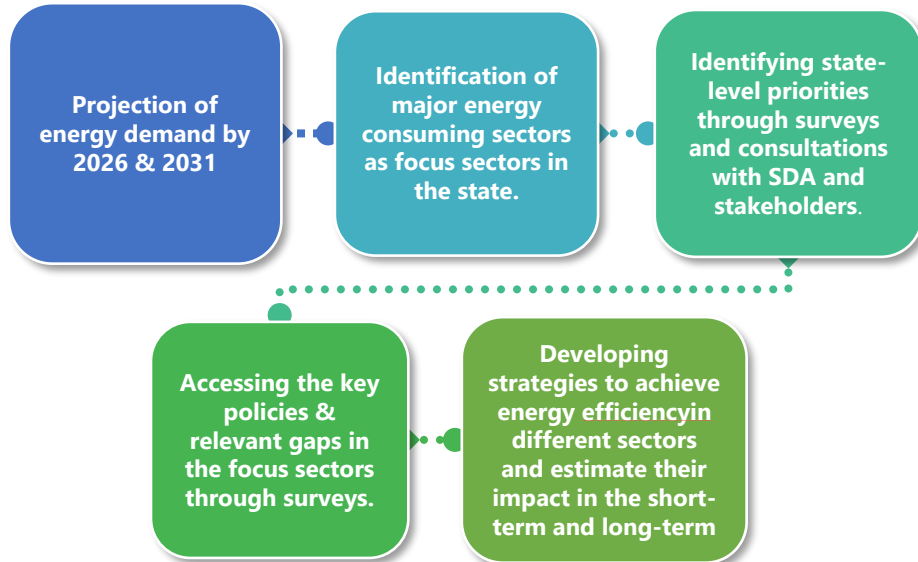 Projection of
energy demand by
2026 & 2031
Identification of
major energy
consuming sectors
as focus sectors in
the state.
Identifying state-
level priorities
through surveys
and consultations
with SDA and
stakeholders.
Accessing the key
policies &
relevant gaps in
the focus sectors
through surveys.
Developing
strategies to achieve
energy efficiencyin
different sectors
and estimate their
impact in the short-
term and long-term